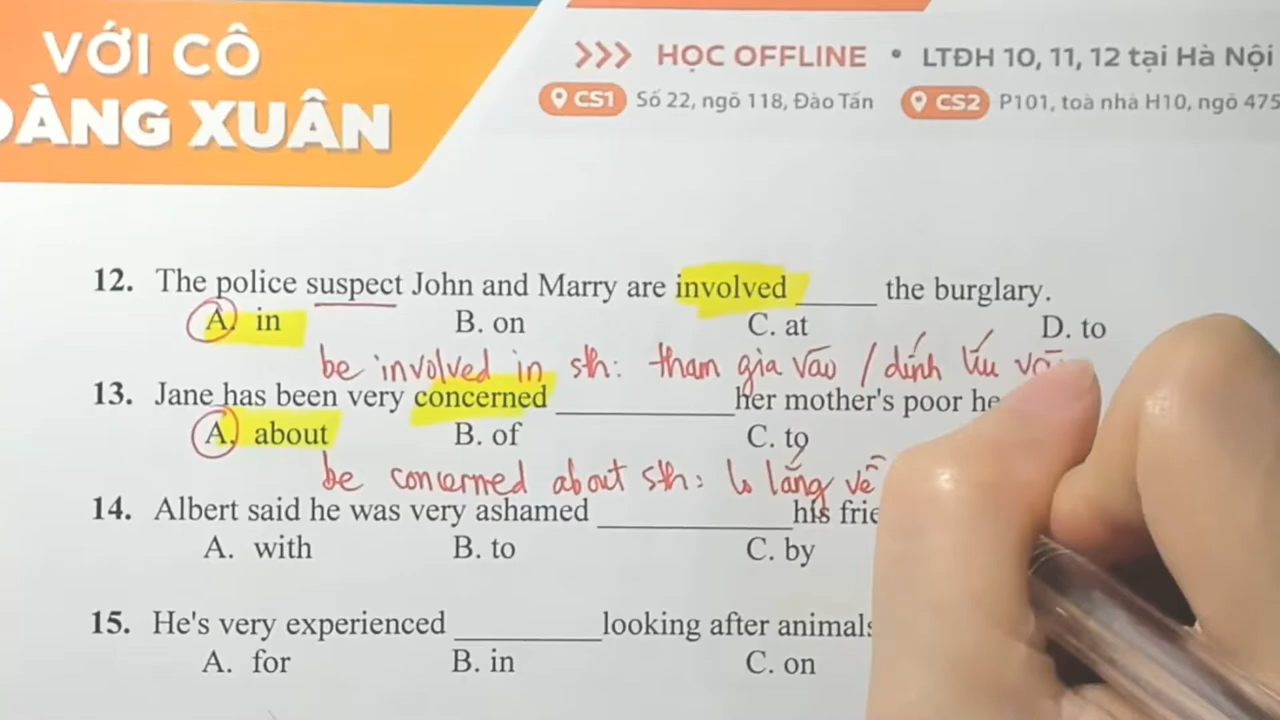 VỚI CÔ
ÀNG XUÂN
>>> HỌC OFFLINE • LTĐH 10, 11, 12 tại Hà Nội
CS1 Số 22, ngõ 118, Đào Tấn CS2 P101, toà nhà H10, ngõ 475
12. The police suspect John and Marry are involved _____ the burglary.
A. in B. on C. at D. to
be involved in sth: tham gia vào / dính líu
13. Jane has been very concerned ___________ her mother's poor
A. about B. of C. to
be concerned about sth: lo lắng về
14. Albert said he was very ashamed ____________ his
A. with B. to C. by
15. He's very experienced _________ looking after
A. for B. in C. on